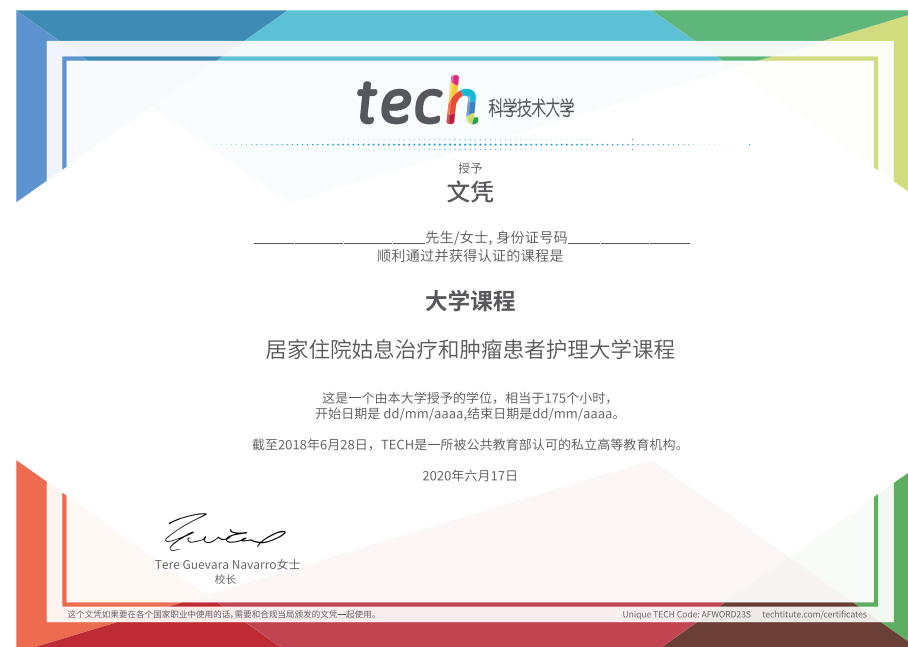 tech 科学技术大学
授予
文凭
____________________先生/女士, 身份证号码______________
顺利通过并获得认证的课程是
大学课程
居家住院姑息治疗和肿瘤患者护理大学课程
这是一个由本大学授予的学位，相当于175个小时，
开始日期是 dd/mm/aaaa,结束日期是dd/mm/aaaa。
截至2018年6月28日，TECH是一所被公共教育部认可的私立高等教育机构。
2020年六月17日
Tere Guevara Navarro女士
校长
这个文凭如果要在各个国家职业中使用的话,需要和合规当局颁发的文凭一起使用。
Unique TECH Code: AFWORD23S techtitute.com/certificates